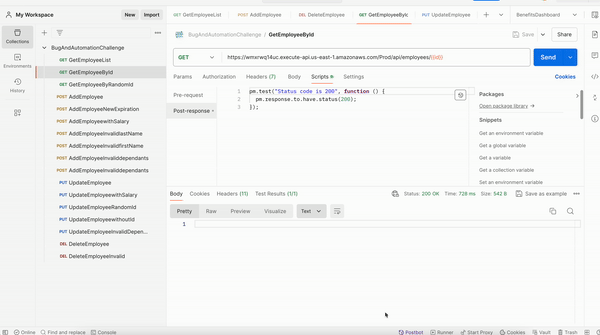 My Workspace
New
Import
GET GetEmployeeList
POST AddEmployee
DEL DeleteEmployee
GET GetEmployeeById
PUT UpdateEmployee
BenefitsDashboard
Collections
Environments
History
BugAndAutomationChallenge
GET GetEmployeeList
GET GetEmployeeById
GET GetEmployeeByRandomId
POST AddEmployee
POST AddEmployeeNewExpiration
POST AddEmployeewithSalary
POST AddEmployeeInvalidlastName
POST AddEmployeeInvalidfirstName
POST AddEmployeeInvaliddependants
POST AddEmployeeInvaliddependants
PUT UpdateEmployee
PUT UpdateEmployeewithSalary
PUT UpdateEmployeeRandomId
PUT UpdateEmployeewithoutId
PUT UpdateEmployeeInvalidDepen...
DEL DeleteEmployee
DEL DeleteEmployeeInvalid
BugAndAutomationChallenge / GetEmployeeById
Save
Share
GET
https://wmxrwq14uc.execute-api.us-east-1.amazonaws.com/Prod/api/employees/{{id}}
Send
Params
Authorization
Headers (7)
Body
Scripts
Settings
Cookies
Pre-request
Post-response
1 pm.test("Status code is 200", function () {
2 pm.response.to.have.status(200);
3 });
Packages
Open package library
Snippets
Get an environment variable
Get a global variable
Get a variable
Get a collection variable
Set an environment variable
Body
Cookies
Headers (11)
Test Results (1/1)
Status: 200 OK
Time: 728 ms
Size: 542 B
Save as example
Pretty
Raw
Preview
Visualize
Text
1
Online
Find and replace
Console
Postbot
Runner
Start Proxy
Cookies
Vault
Trash